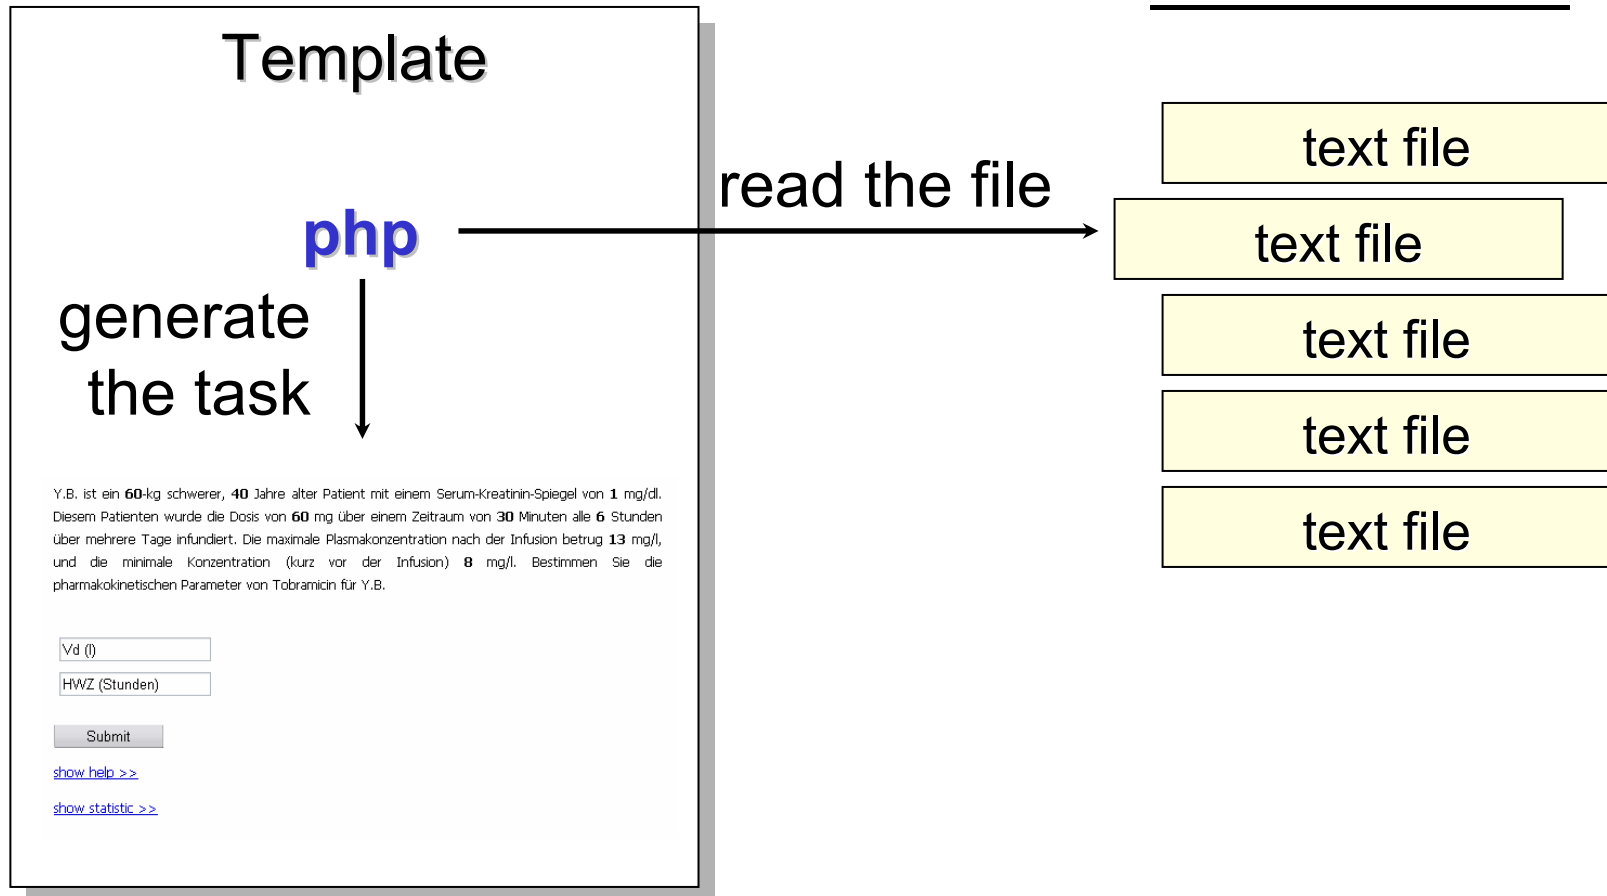 Template
php
generate
the task
read the file
text file
text file
text file
text file
text file
Y.B. ist ein 60-kg schwerer, 40 Jahre alter Patient mit einem Serum-Kreatinin-Spiegel von 1 mg/dl.
Diesem Patienten wurde die Dosis von 60 mg über einem Zeitraum von 30 Minuten alle 6 Stunden
über mehrere Tage infundiert. Die maximale Plasmakonzentration nach der Infusion betrug 13 mg/l,
und die minimale Konzentration (kurz vor der Infusion) 8 mg/l. Bestimmen Sie die
pharmakokinetischen Parameter von Tobramicin für Y.B.
Vd (l)
HWZ (Stunden)
Submit
show help >>
show statistic >>